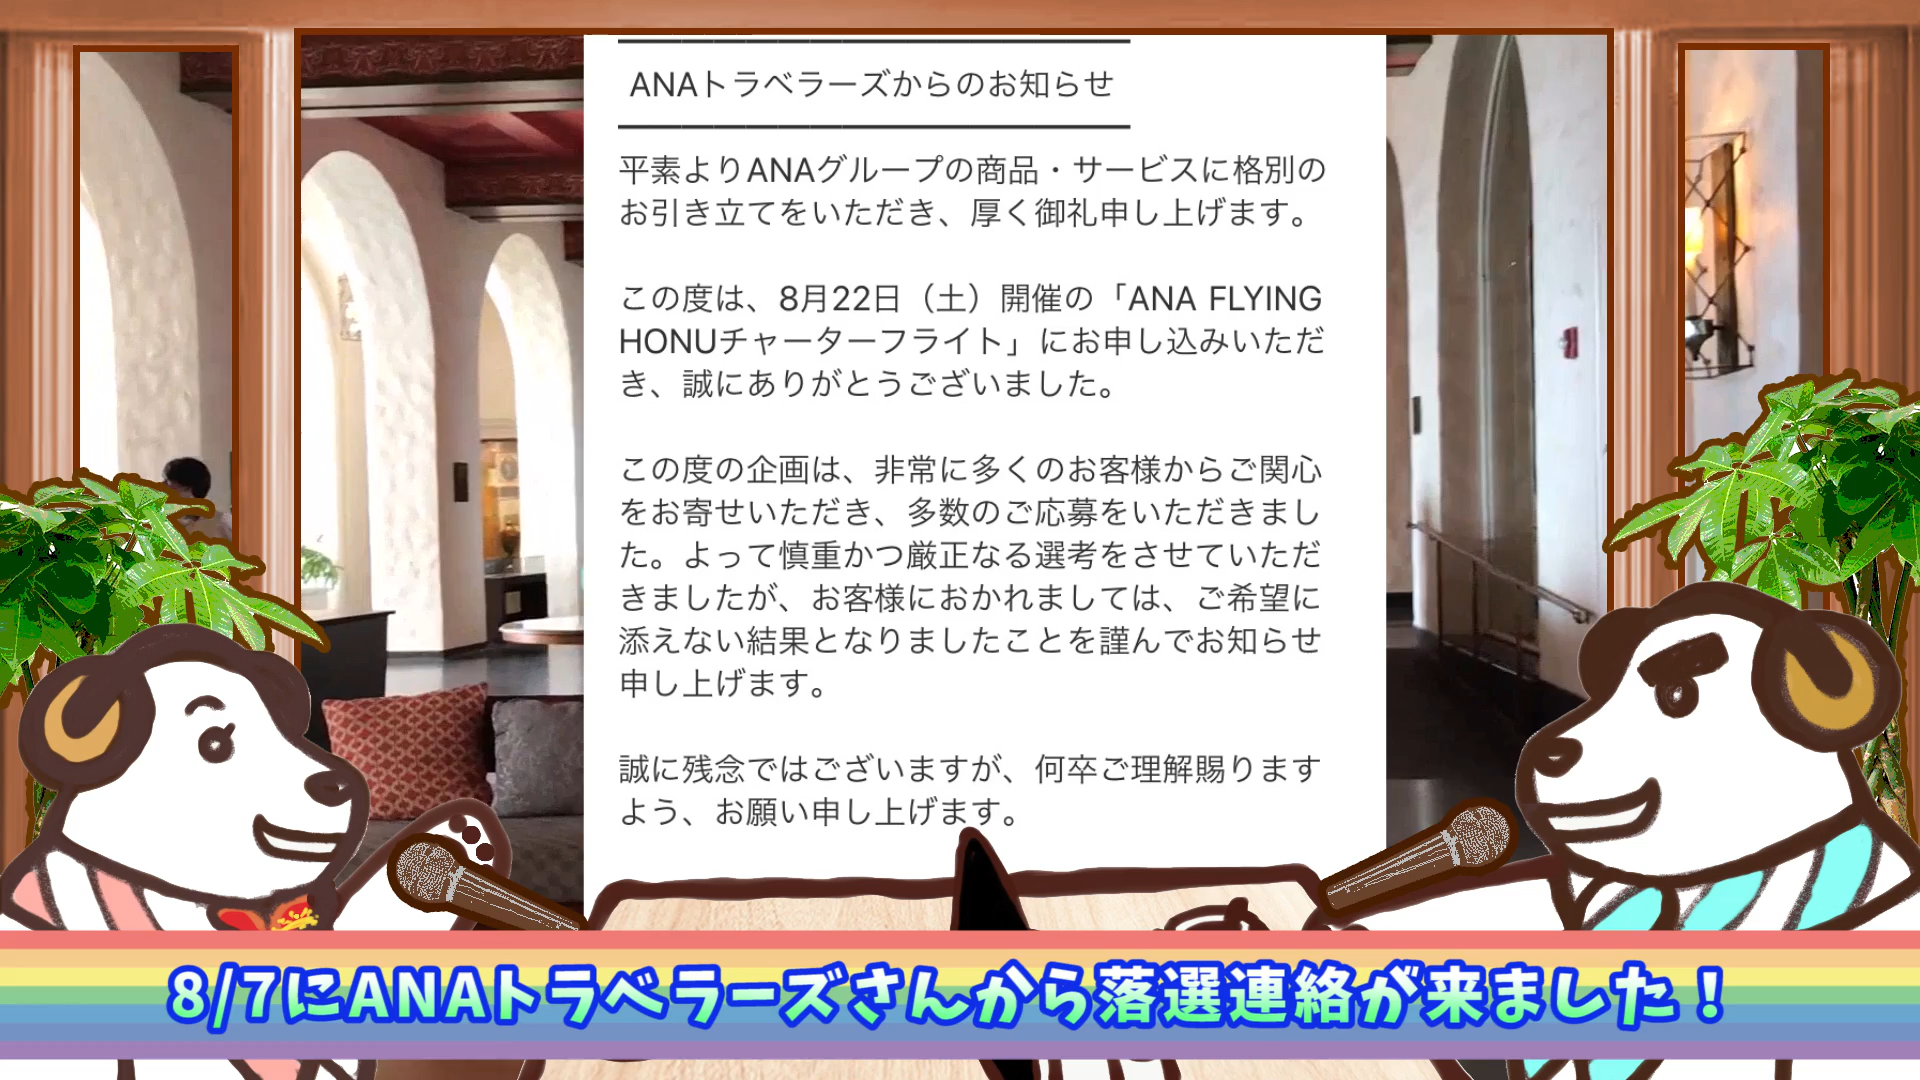 ANAトラベラーズからのお知らせ
平素よりANAグループの商品・サービスに格別の
お引き立てをいただき、厚く御礼申し上げます。
この度は、8月22日（土）開催の「ANA FLYING
HONUチャーターフライト」にお申し込みいただ
き、誠にありがとうございました。
この度の企画は、非常に多くのお客様からご関心
をお寄せいただき、多数のご応募をいただきまし
た。よって慎重かつ厳正なる選考をさせていただ
きましたが、お客様におかれましては、ご希望に
添えない結果となりましたことを謹んでお知らせ
申し上げます。
誠に残念ではございますが、何卒ご理解賜ります
よう、お願い申し上げます。
8/7にANAトラベラーズさんから落選連絡が来ました！